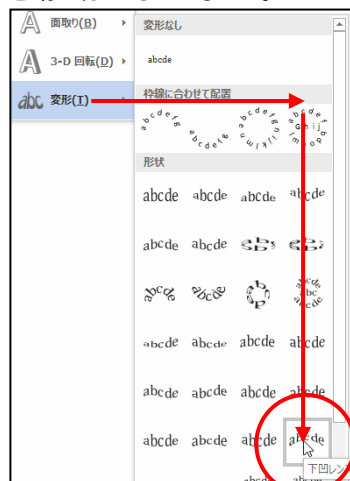 面取り(B)
3-D 回転(D)
abc 変形(T)
変形なし
abcde
枠線に合わせて配置
形状
abcde abcde abcde abcde
abcde abcde
abcde abcde
abcde abcde abcde abcde
abcde abcde abcde abcde
abcde abcde abcde abcde
下凹レンズ